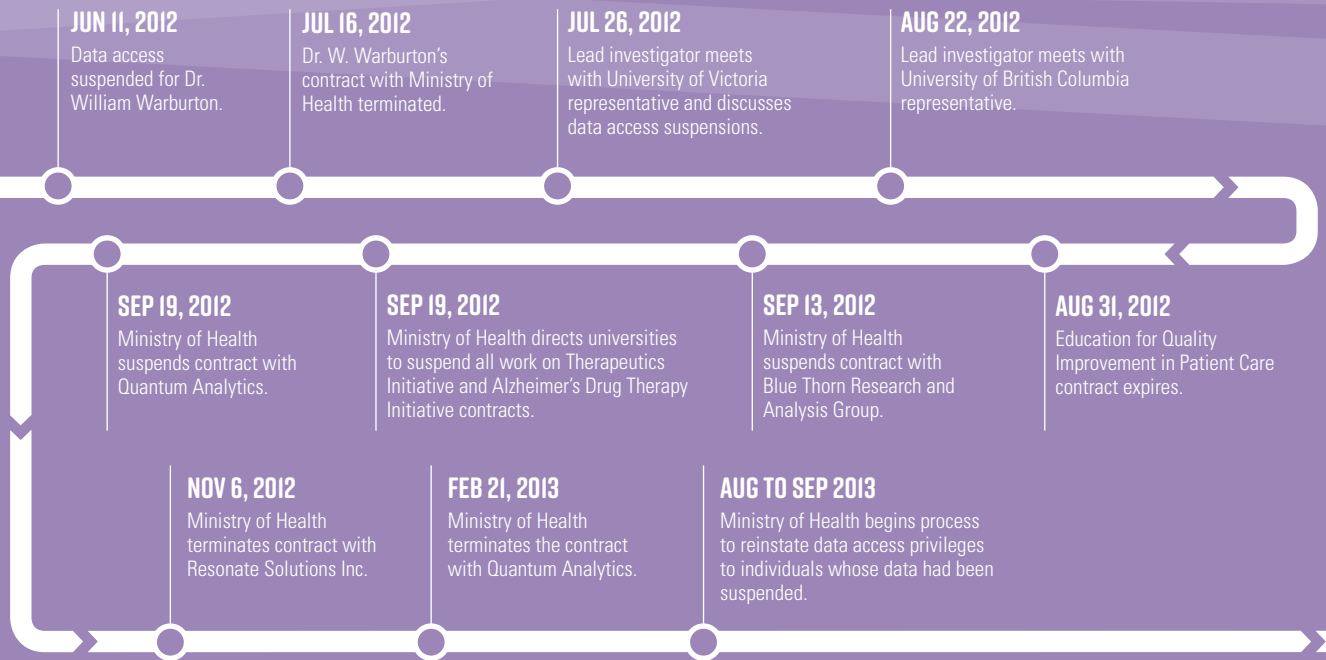 JUN 11, 2012
Data access
suspended for Dr.
William Warburton.
JUL 16, 2012
Dr. W. Warburton's
contract with Ministry of
Health terminated.
JUL 26, 2012
Lead investigator meets
with University of Victoria
representative and discusses
data access suspensions.
AUG 22, 2012
Lead investigator meets with
University of British Columbia
representative.
AUG 31, 2012
Education for Quality
Improvement in Patient Care
contract expires.
SEP 13, 2012
Ministry of Health
suspends contract with
Blue Thorn Research and
Analysis Group.
SEP 19, 2012
Ministry of Health directs universities
to suspend all work on Therapeutics
Initiative and Alzheimer's Drug Therapy
Initiative contracts.
SEP 19, 2012
Ministry of Health
suspends contract with
Quantum Analytics.
NOV 6, 2012
Ministry of Health
terminates contract with
Resonate Solutions Inc.
FEB 21, 2013
Ministry of Health
terminates the contract
with Quantum Analytics.
AUG TO SEP 2013
Ministry of Health begins process
to reinstate data access privileges
to individuals whose data had been
suspended.